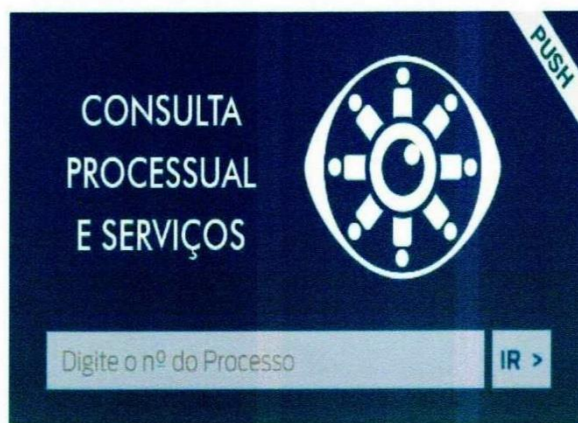 PUSH
CONSULTA
PROCESSUAL
E SERVIÇOS
Digite o nº do Processo
IR >